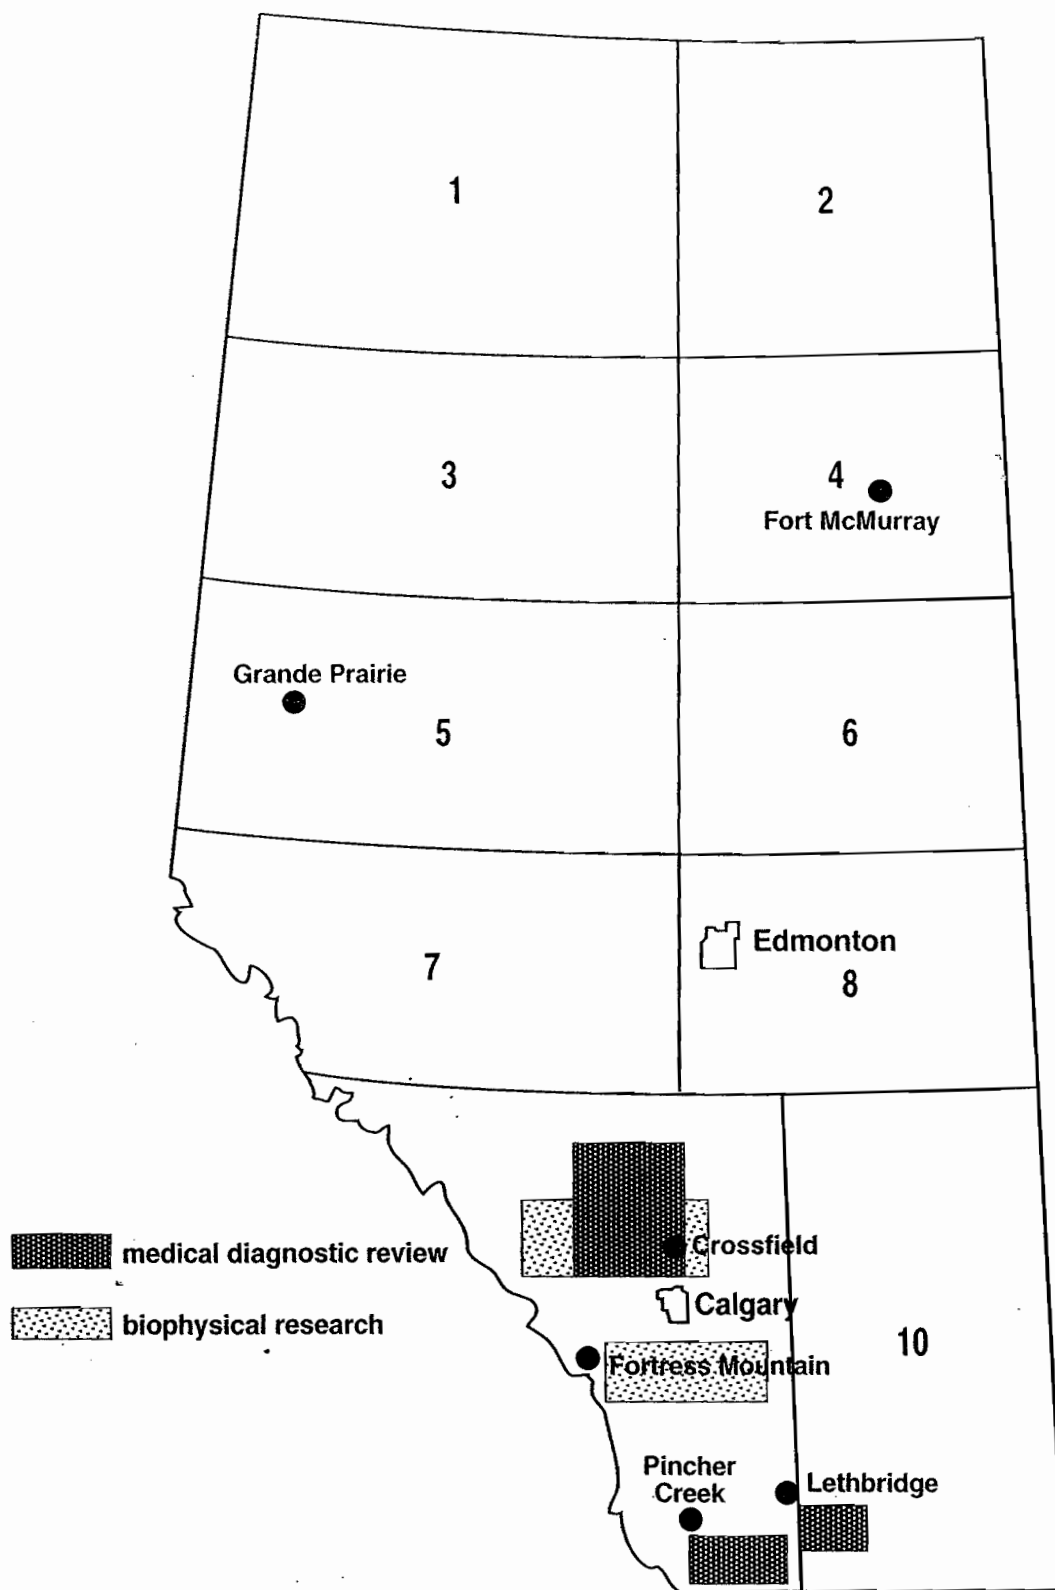 1
2
3
4
Fort McMurray
Grande Prairie
5
6
7
Edmonton
8
medical diagnostic review
Crossfield
Calgary
biophysical research
10
Fortress Mountain
Pincher
Creek
Lethbridge